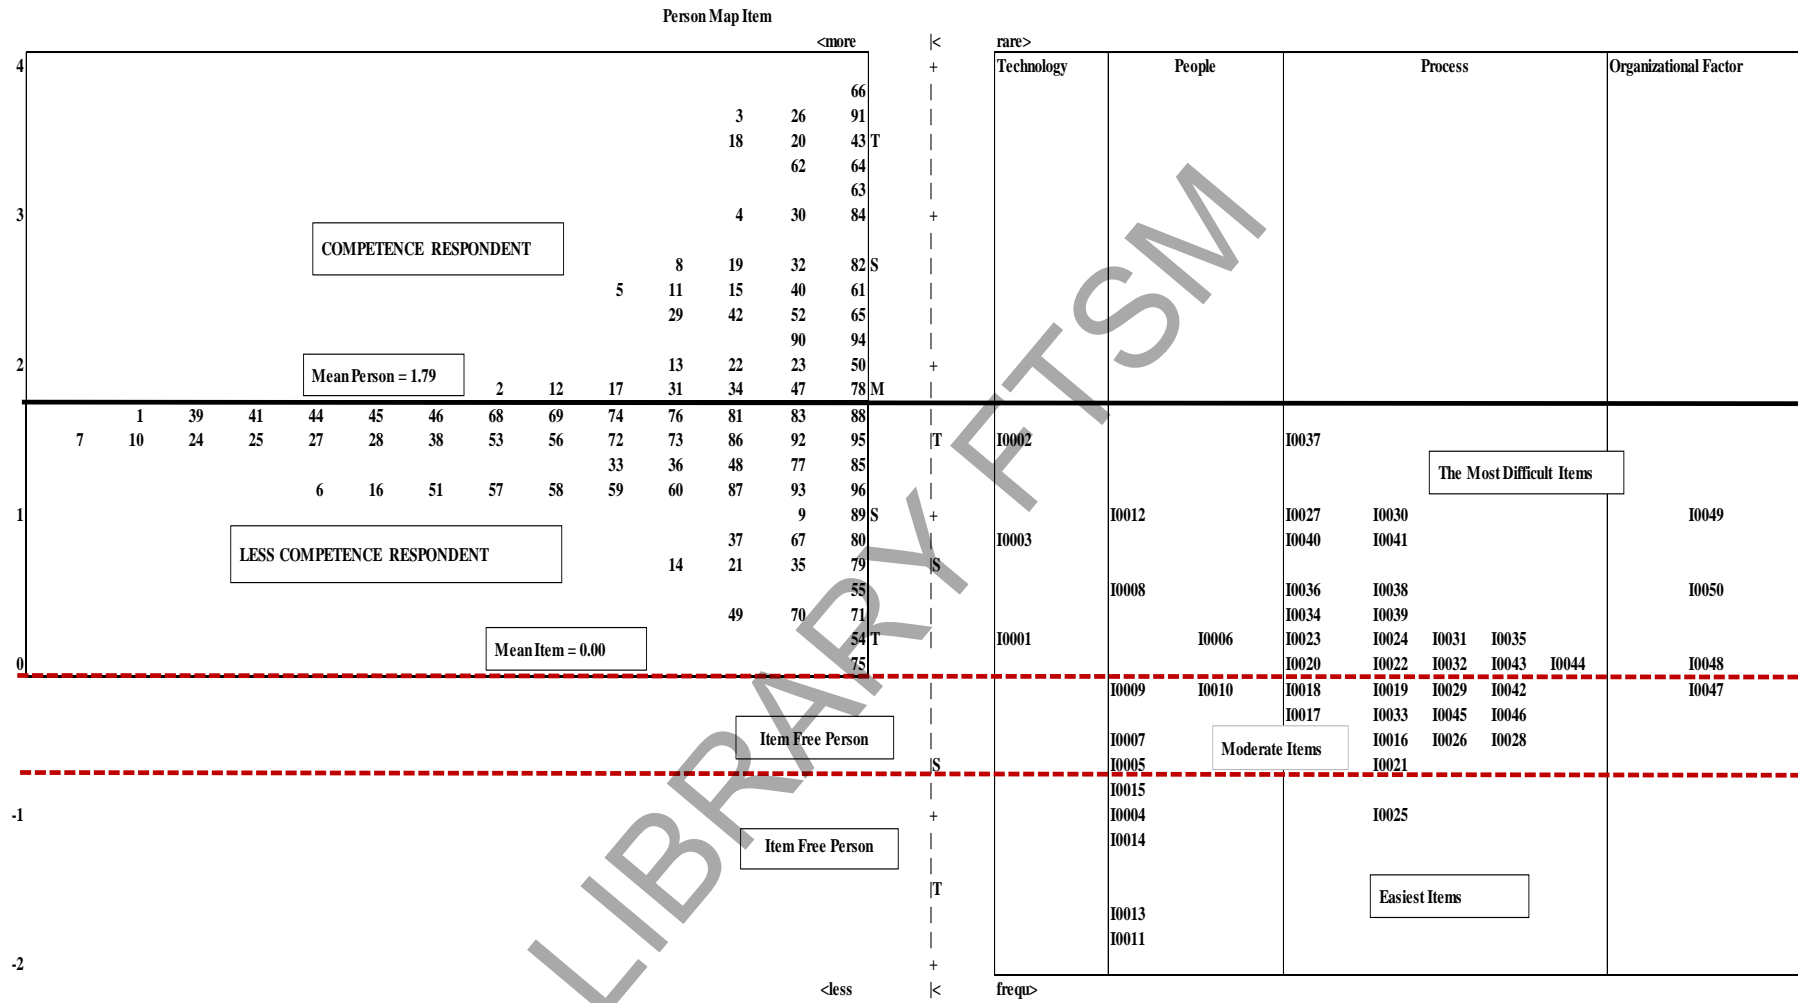 Person Map Item
<more |< rare>
4 + Technology People Process Organizational Factor
66 |
3 26 91 |
18 20 43 T |
62 64 |
63 |
3 4 30 84 +
COMPETENCE RESPONDENT
8 19 32 82 S |
5 11 15 40 61 |
29 42 52 65 |
90 94 |
2 13 22 23 50 +
Mean Person = 1.79
2 12 17 31 34 47 78 M |
1 39 41 44 45 46 68 69 74 76 81 83 88 |
7 10 24 25 27 28 38 53 56 72 73 86 92 95 |T I0002 I0037
33 36 48 77 85 |
The Most Difficult Items
6 16 51 57 58 59 60 87 93 96 |
1 9 89 S + I0012 I0027 I0030 I0049
37 67 80 | I0003 I0040 I0041
LESS COMPETENCE RESPONDENT
14 21 35 79 |S
55 | I0008 I0036 I0038 I0050
49 70 71 | I0034 I0039
54 T | I0001 I0006 I0023 I0024 I0031 I0035
Mean Item = 0.00
0 75 I0020 I0022 I0032 I0043 I0044 I0048
| I0009 I0010 I0018 I0019 I0029 I0042 I0047
| I0017 I0033 I0045 I0046
Item Free Person | I0007 I0016 I0026 I0028
Moderate Items
|S I0005 I0021
| I0015
-1 + I0004 I0025
Item Free Person | I0014
|T
Easiest Items
| I0013
| I0011
-2 +
<less |< frequ>
LIBRARY FTSM